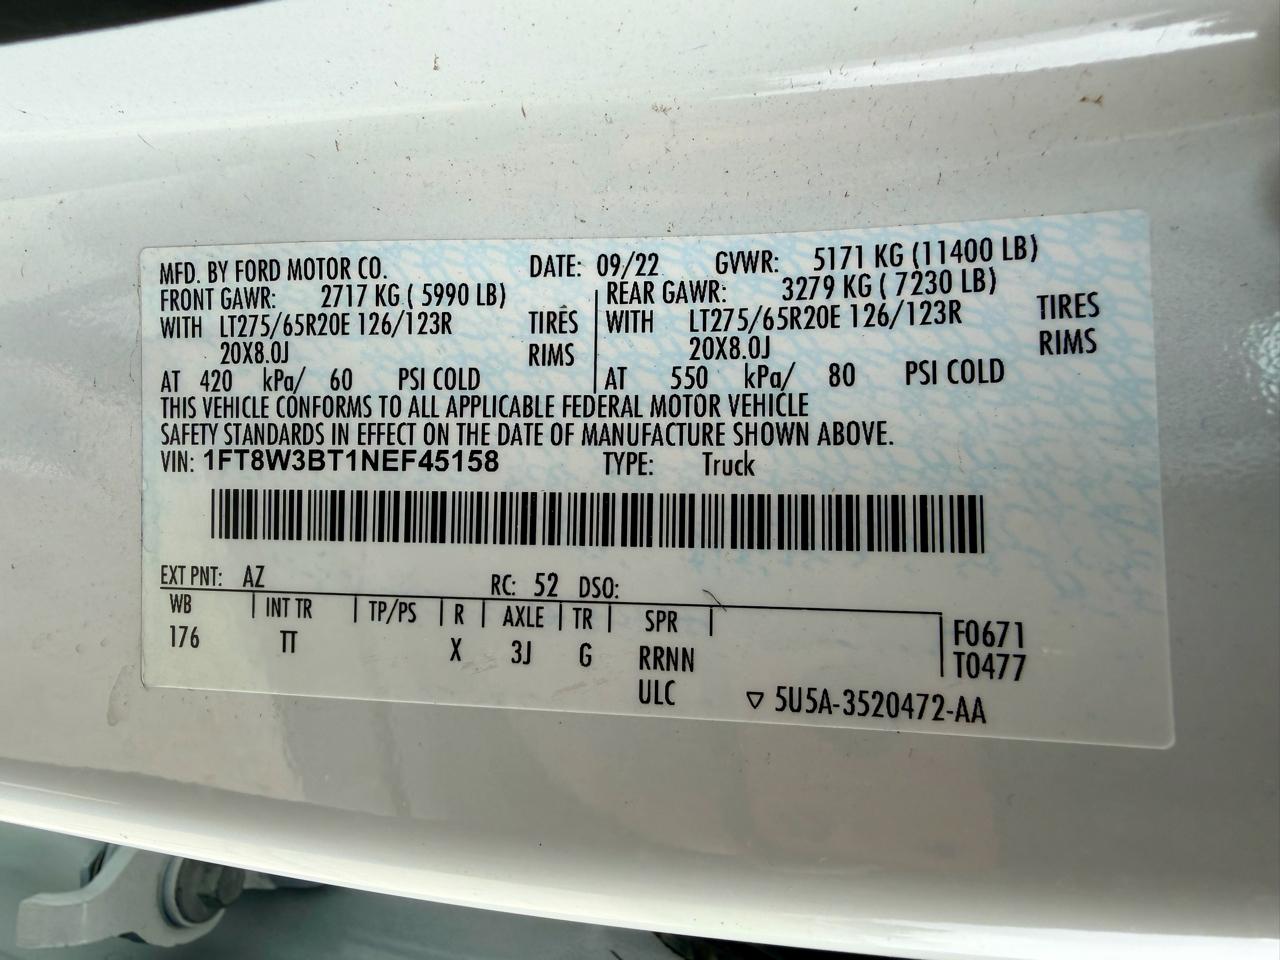 MFD. BY FORD MOTOR CO. DATE: 09/22 GVWR: 5171 KG (11400 LB)
FRONT GAWR: 2717 KG ( 5990 LB) REAR GAWR: 3279 KG ( 7230 LB)
WITH LT275/65R20E 126/123R TIRES WITH LT275/65R20E 126/123R TIRES
20X8.0J RIMS 20X8.0J RIMS
AT 420 kPa/ 60 PSI COLD AT 550 kPa/ 80 PSI COLD
THIS VEHICLE CONFORMS TO ALL APPLICABLE FEDERAL MOTOR VEHICLE
SAFETY STANDARDS IN EFFECT ON THE DATE OF MANUFACTURE SHOWN ABOVE.
VIN: 1FT8W3BT1NEF45158 TYPE: Truck
EXT PNT: AZ RC: 52 DSO:
WB INT TR TP/PS R AXLE TR SPR F0671
176 TT X 3J G RRNN T0477
ULC ▽ 5U5A-3520472-AA